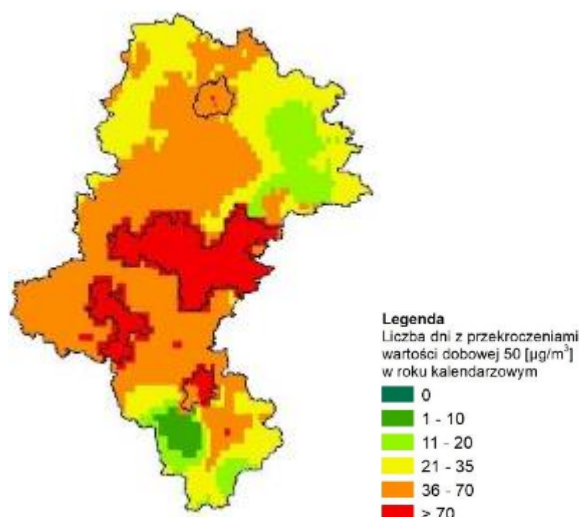 Legenda
Liczba dni z przekroczeniami
wartości dobowej 50 [µg/m³]
w roku kalendarzowym
0
1 - 10
11 - 20
21 - 35
36 - 70
> 70